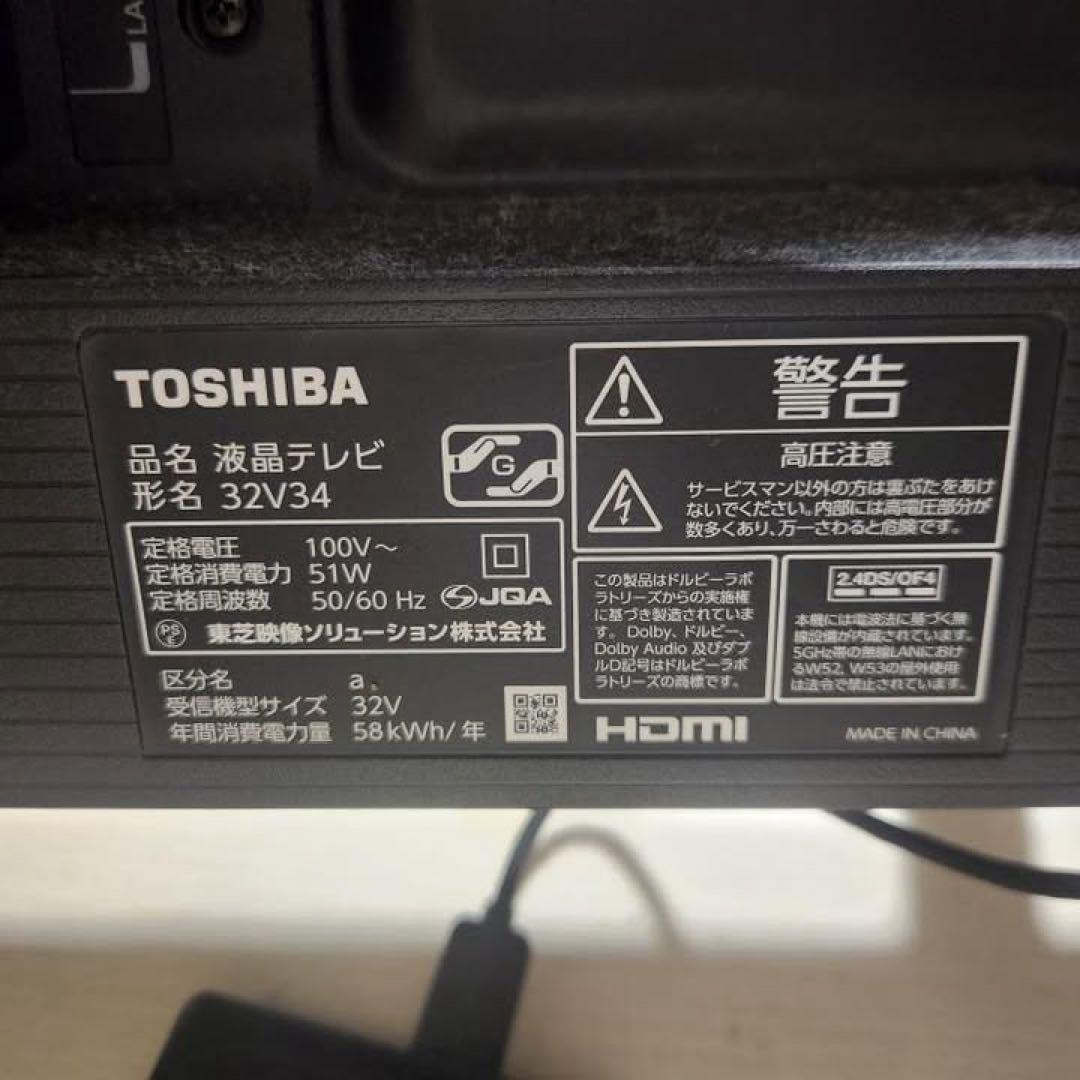 LA
TOSHIBA
品名 液晶テレビ
形名 32V34
G
定格電圧 100V～
定格消費電力 51W
定格周波数 50/60 Hz
JQA
PS
E
東芝映像ソリューション株式会社
区分名 a
受信機型サイズ 32V
年間消費電力量 58kWh/年
警告
高圧注意
サービスマン以外の方は裏ぶたをあけ
ないでください。内部には高電圧部分が
数多くあり、万一さわると危険です。
この製品はドルビーラボ
ラトリーズからの実施権
に基づき製造されていま
す。Dolby、ドルビー、
Dolby Audio 及びダブ
ルD記号はドルビーラボ
ラトリーズの商標です。
2.4DS/OF4
本機には電波法に基づく無
線設備が内蔵されています。
5GHz帯の無線LANにおけ
るW52, W53の屋外使用
は法令で禁止されています。
HDMI
MADE IN CHINA